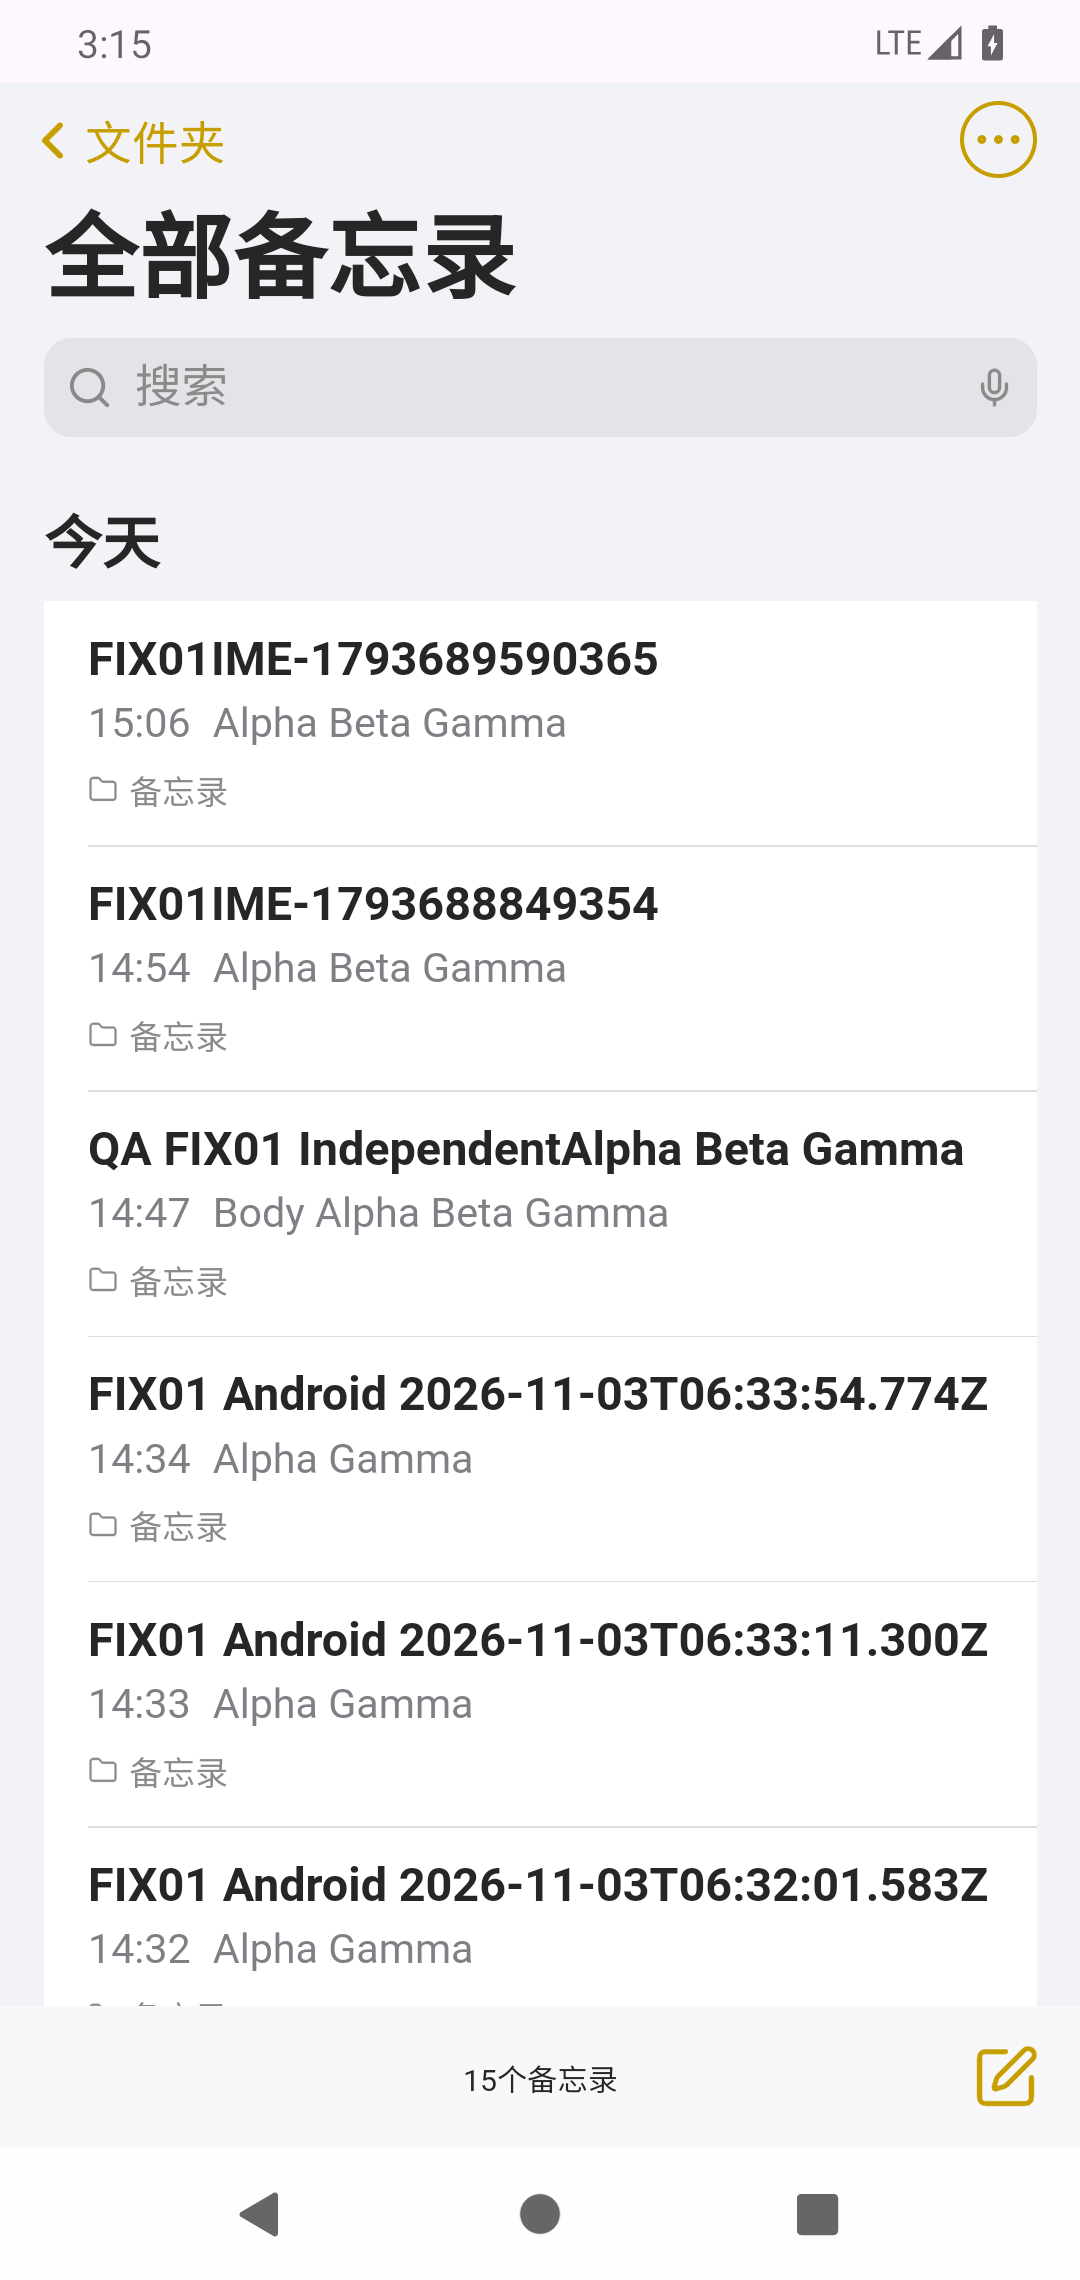 3:15 LTE
文件夹
全部备忘录
搜索
今天
FIX01IME-1793689590365
15:06 Alpha Beta Gamma
备忘录
FIX01IME-1793688849354
14:54 Alpha Beta Gamma
备忘录
QA FIX01 IndependentAlpha Beta Gamma
14:47 Body Alpha Beta Gamma
备忘录
FIX01 Android 2026-11-03T06:33:54.774Z
14:34 Alpha Gamma
备忘录
FIX01 Android 2026-11-03T06:33:11.300Z
14:33 Alpha Gamma
备忘录
FIX01 Android 2026-11-03T06:32:01.583Z
14:32 Alpha Gamma
15个备忘录